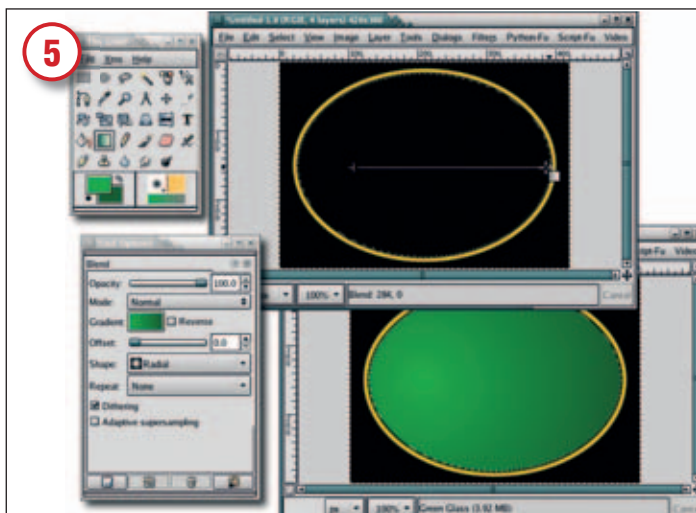 5
*Untitled-1.0 (RGB, 4 layers) 420x300
File Edit Select View Image Layer Tools Dialogs Filters Python-Fu Script-Fu Video
File Xtns Help
Blend
Opacity: 100.0
Mode: Normal
Gradient: Reverse
Offset: 0.0
Shape: Radial
Repeat: None
Dithering
Adaptive supersampling
100% Blend: 284, 0 Cancel
Script-Fu Video
px 100% Green Glass (3.92 MB)